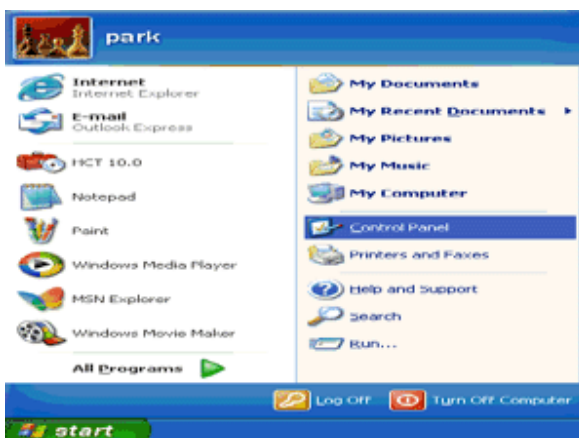 park
Internet
Internet Explorer
E-mail
Outlook Express
HCT 10.0
Notepad
Paint
Windows Media Player
MSN Explorer
Windows Movie Maker
All Programs
My Documents
My Recent Documents
My Pictures
My Music
My Computer
Control Panel
Printers and Faxes
Help and Support
Search
Run...
Log Off
Turn Off Computer
start